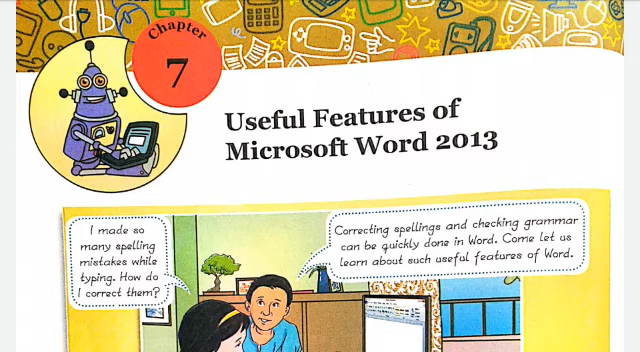 Chapter
7
Useful Features of
Microsoft Word 2013
I made so
many spelling
mistakes while
typing. How do
I correct them?
Correcting spellings and checking grammar
can be quickly done in Word. Come let us
learn about such useful features of Word.